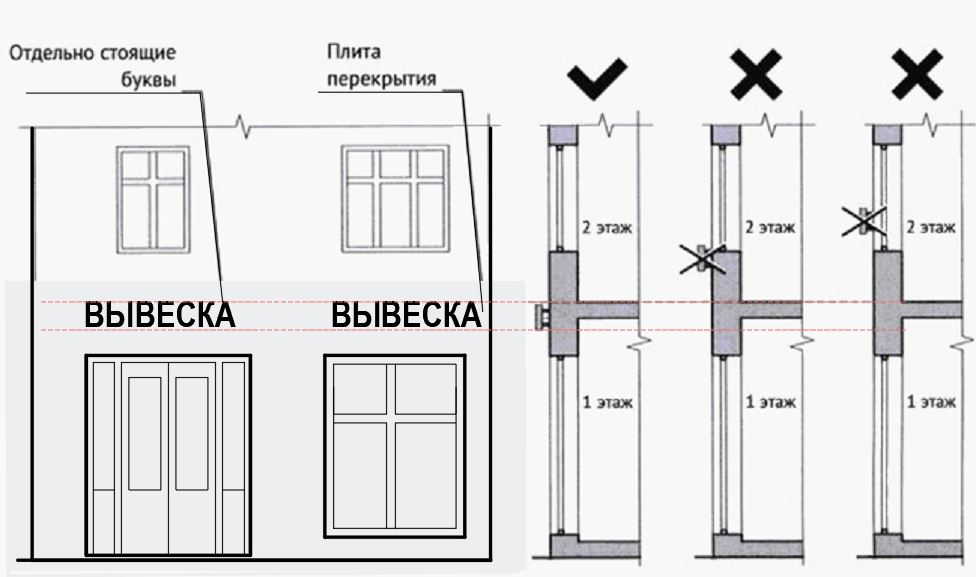 Отдельно стоящие
буквы
Плита
перекрытия
2 этаж
2 этаж
2 этаж
ВЫВЕСКА
ВЫВЕСКА
1 этаж
1 этаж
1 этаж